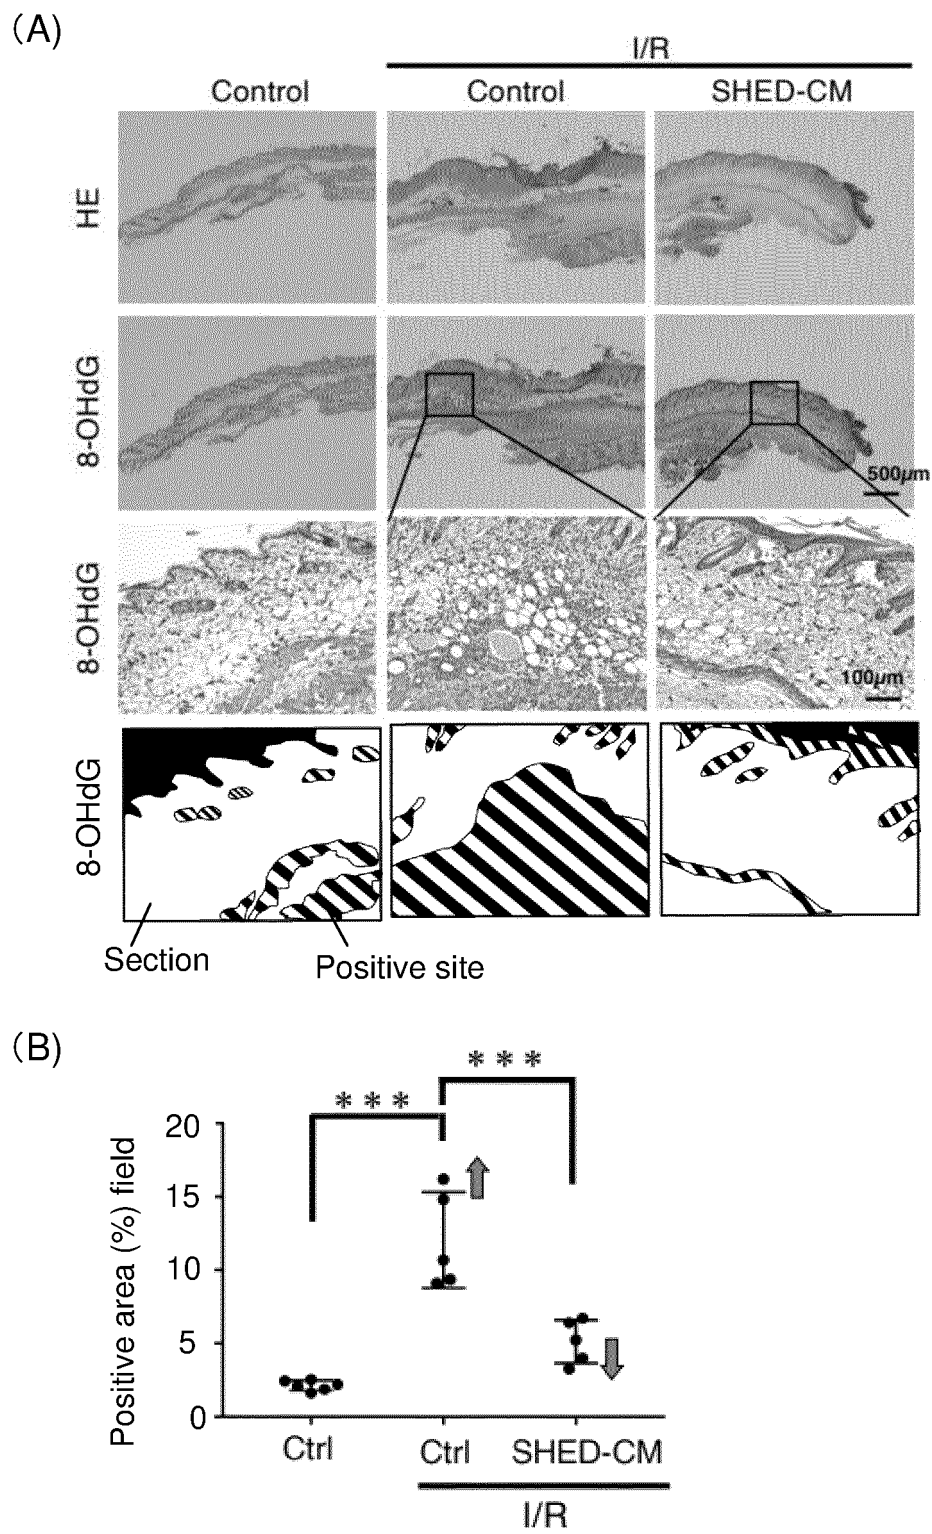 (A)
I/R
Control
Control
SHED-CM
HE
8-OHdG
500μm
8-OHdG
100μm
8-OHdG
Section
Positive site
(B)
＊＊＊
＊＊＊
Positive area (%) field
20
15
10
5
0
Ctrl
Ctrl
SHED-CM
I/R